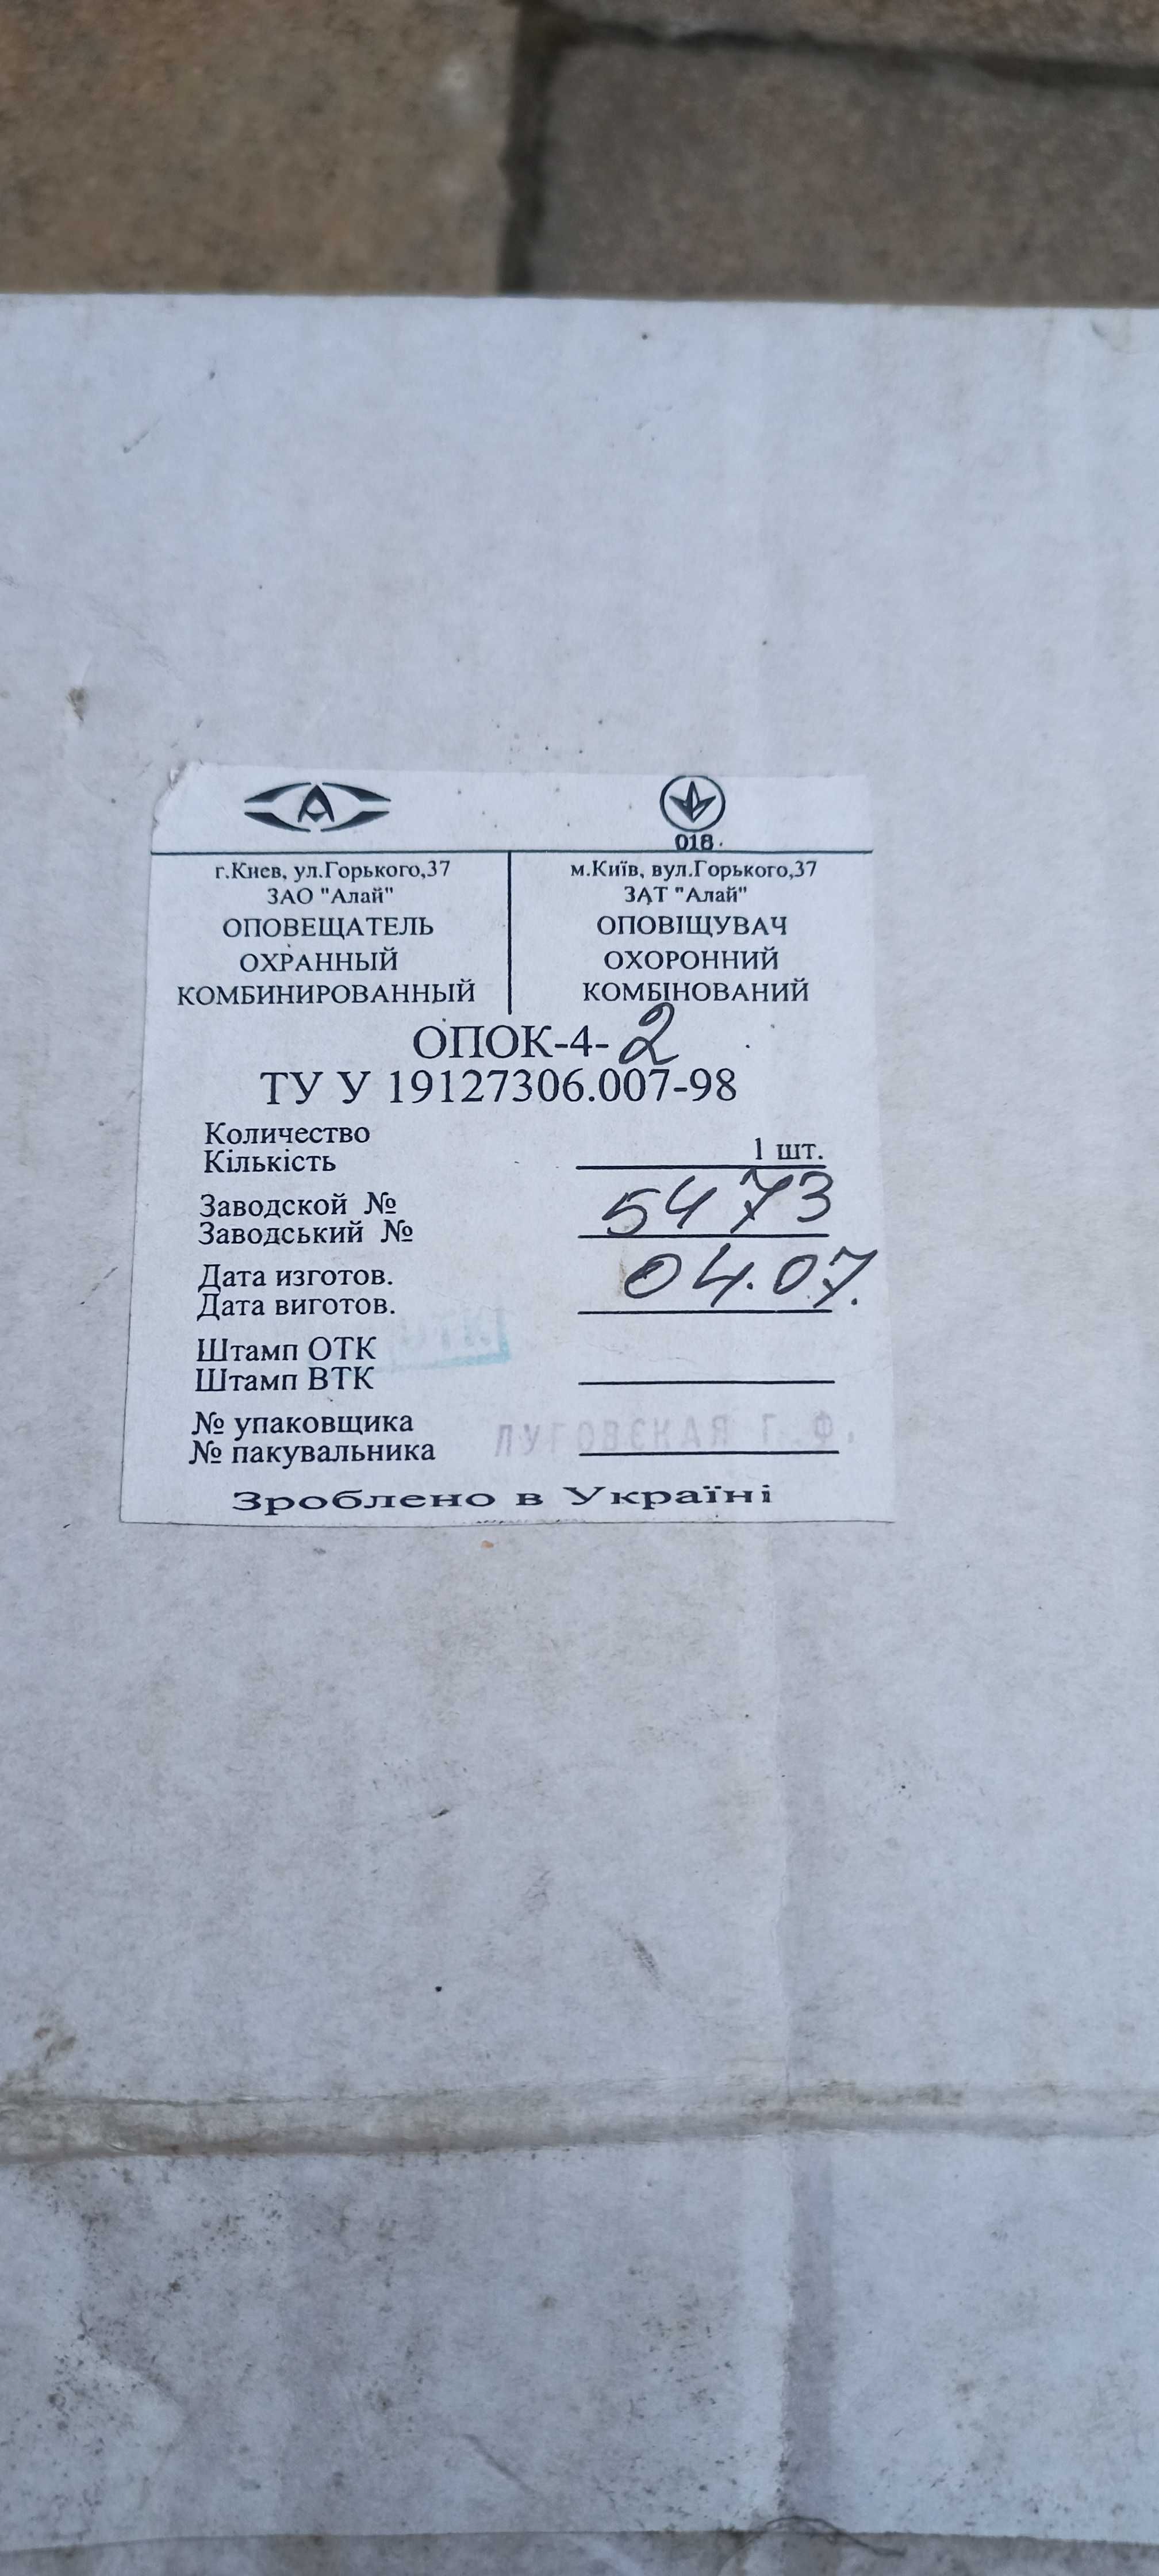 А
018
г.Киев, ул.Горького,37
ЗАО "Алай"
ОПОВЕЩАТЕЛЬ
ОХРАННЫЙ
КОМБИНИРОВАННЫЙ
м.Київ, вул.Горького,37
ЗАТ "Алай"
ОПОВІЩУВАЧ
ОХОРОННИЙ
КОМБІНОВАНИЙ
ОПОК-4-2
ТУ У 19127306.007-98
Количество
Кількість 1 шт.
Заводской №
Заводський № 5473
Дата изготов.
Дата виготов. 04.07.
Штамп ОТК
Штамп ВТК
№ упаковщика
№ пакувальника ЛУГОВСКАЯ Г. Ф.
Зроблено в Україні